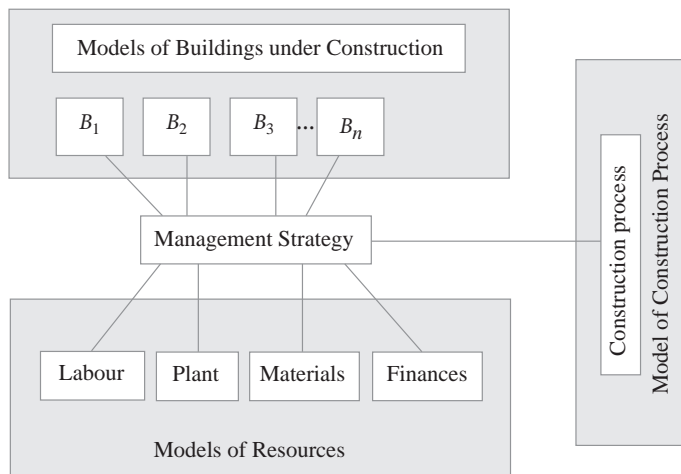 Models of Buildings under Construction
B1 B2 B3 ... Bn
Management Strategy
Construction process
Model of Construction Process
Labour Plant Materials Finances
Models of Resources